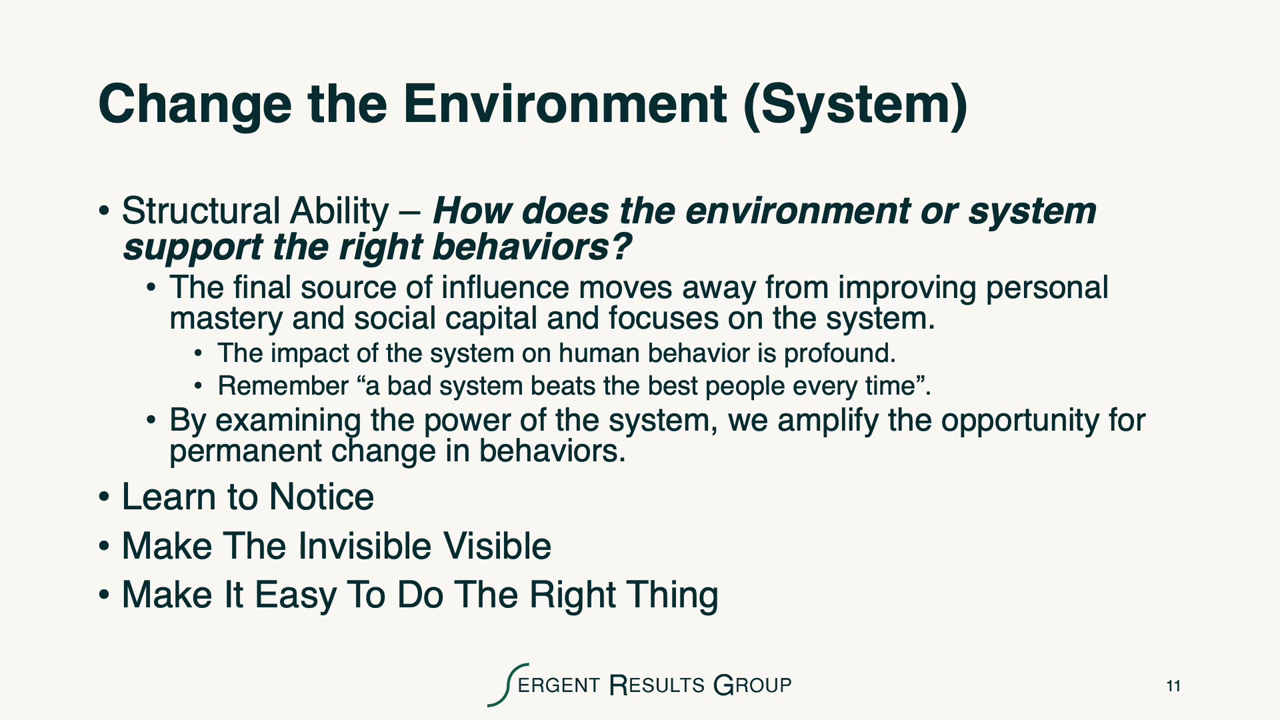 Change the Environment (System)
• Structural Ability – How does the environment or system
support the right behaviors?
• The final source of influence moves away from improving personal
mastery and social capital and focuses on the system.
• The impact of the system on human behavior is profound.
• Remember “a bad system beats the best people every time”.
• By examining the power of the system, we amplify the opportunity for
permanent change in behaviors.
• Learn to Notice
• Make The Invisible Visible
• Make It Easy To Do The Right Thing
SERGENT RESULTS GROUP
11